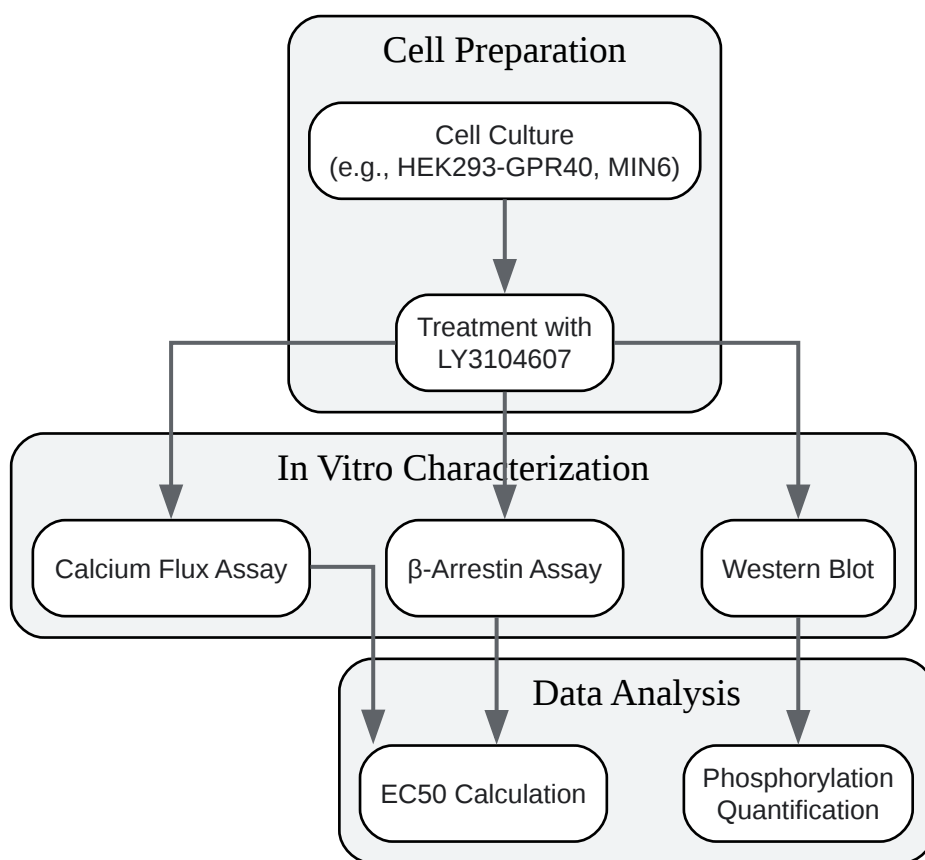 Cell Preparation
Cell Culture
(e.g., HEK293-GPR40, MIN6)
Treatment with
LY3104607
In Vitro Characterization
Calcium Flux Assay
β-Arrestin Assay
Western Blot
Data Analysis
EC50 Calculation
Phosphorylation
Quantification